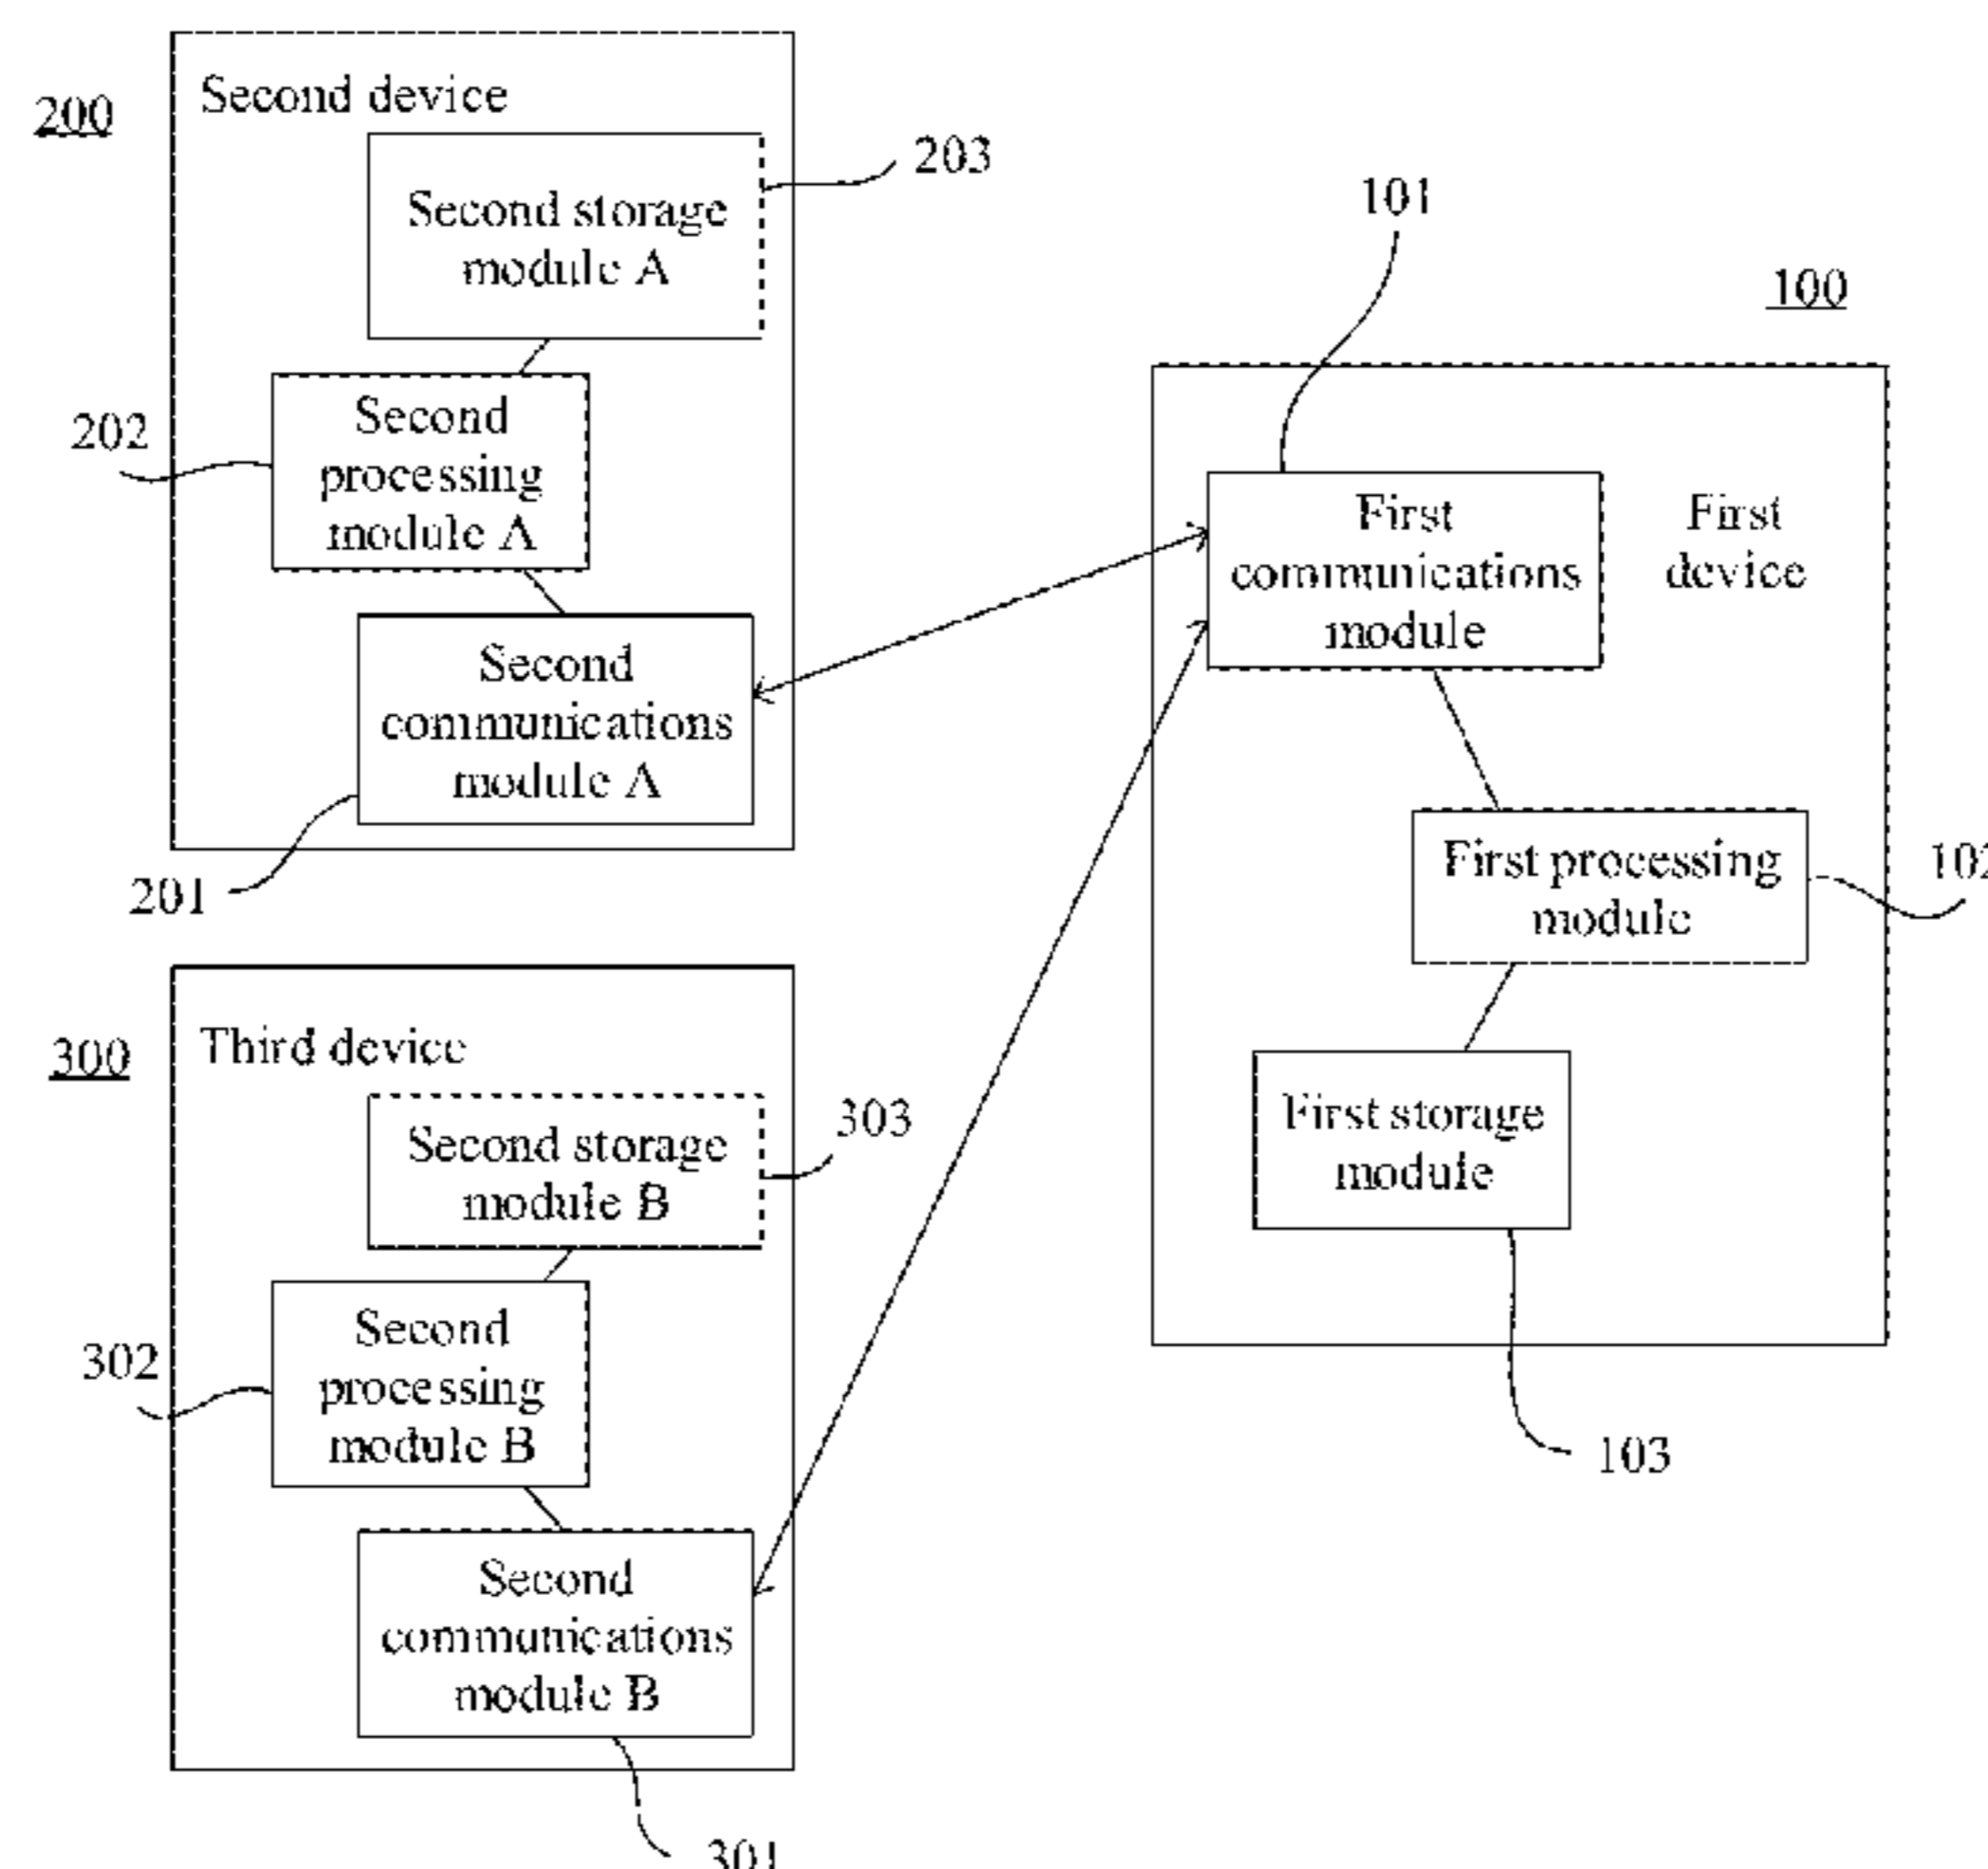 200
Second device
203
Second storage
module A
202
Second
processing
module A
Second
communications
module A
201
101
100
First
communications
module
First
device
First processing
module
102
First storage
module
103
300
Third device
303
Second storage
module B
302
Second
processing
module B
Second
communications
module B
301